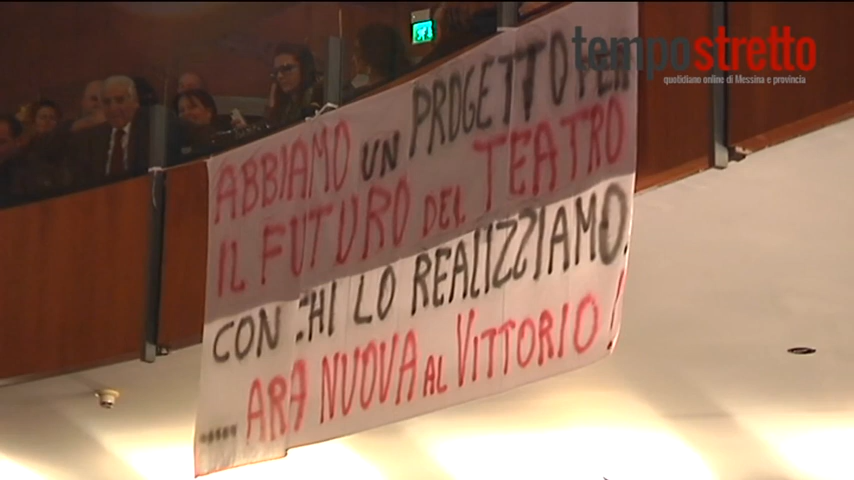 tempostretto
quotidiano online di Messina e provincia
ABBIAMO UN PROGETTO PER
IL FUTURO DEL TEATRO
CON CHI LO REALIZZIAMO.
..... ARA NUOVA AL VITTORIO!